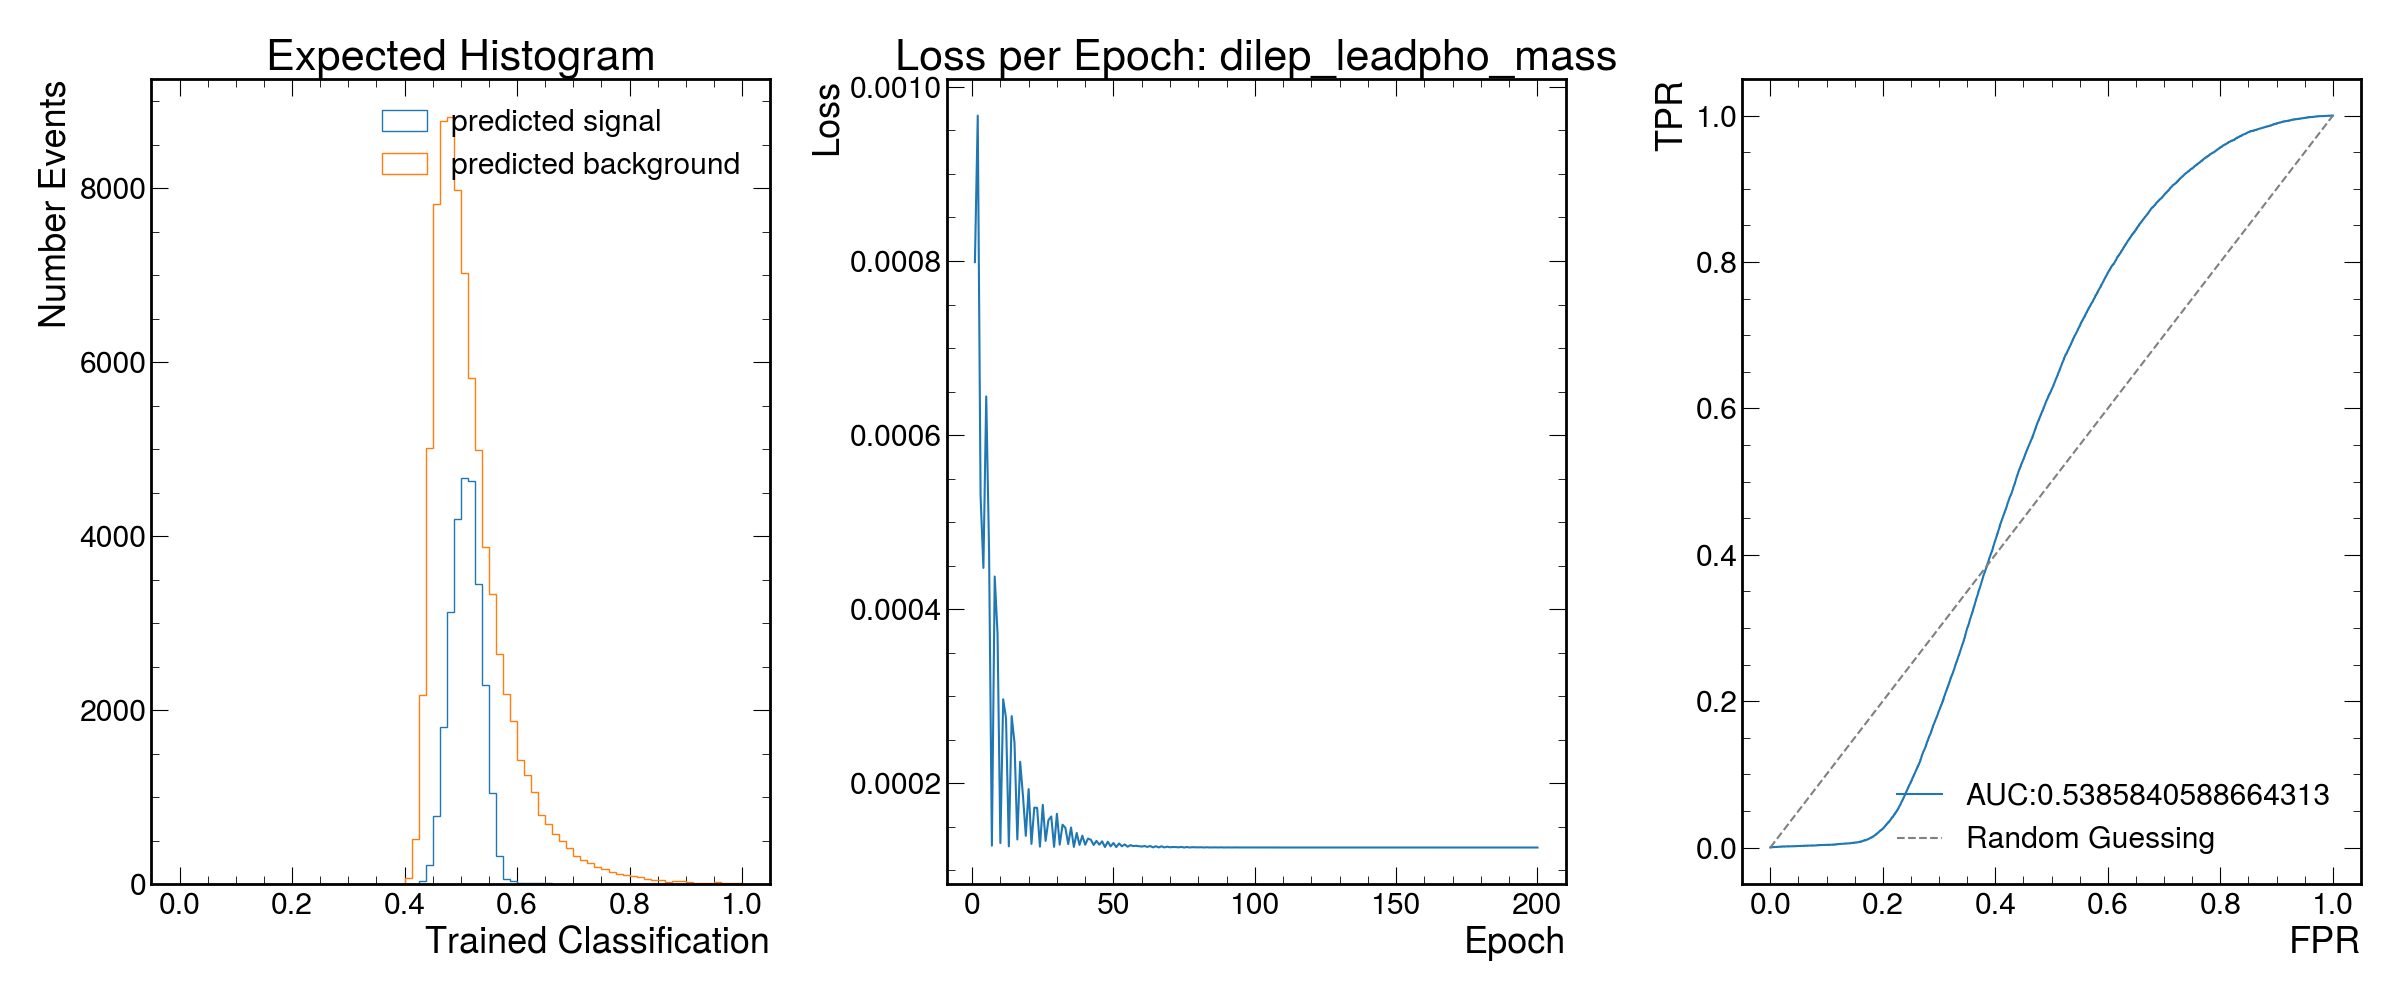 Expected Histogram
Number Events
predicted signal
predicted background
8000
6000
4000
2000
0
0.0 0.2 0.4 0.6 0.8 1.0
Trained Classification
Loss per Epoch: dilep_leadpho_mass
Loss
0.0010
0.0008
0.0006
0.0004
0.0002
0 50 100 150 200
Epoch
TPR
1.0
0.8
0.6
0.4
0.2
0.0
AUC:0.5385840588664313
Random Guessing
0.0 0.2 0.4 0.6 0.8 1.0
FPR